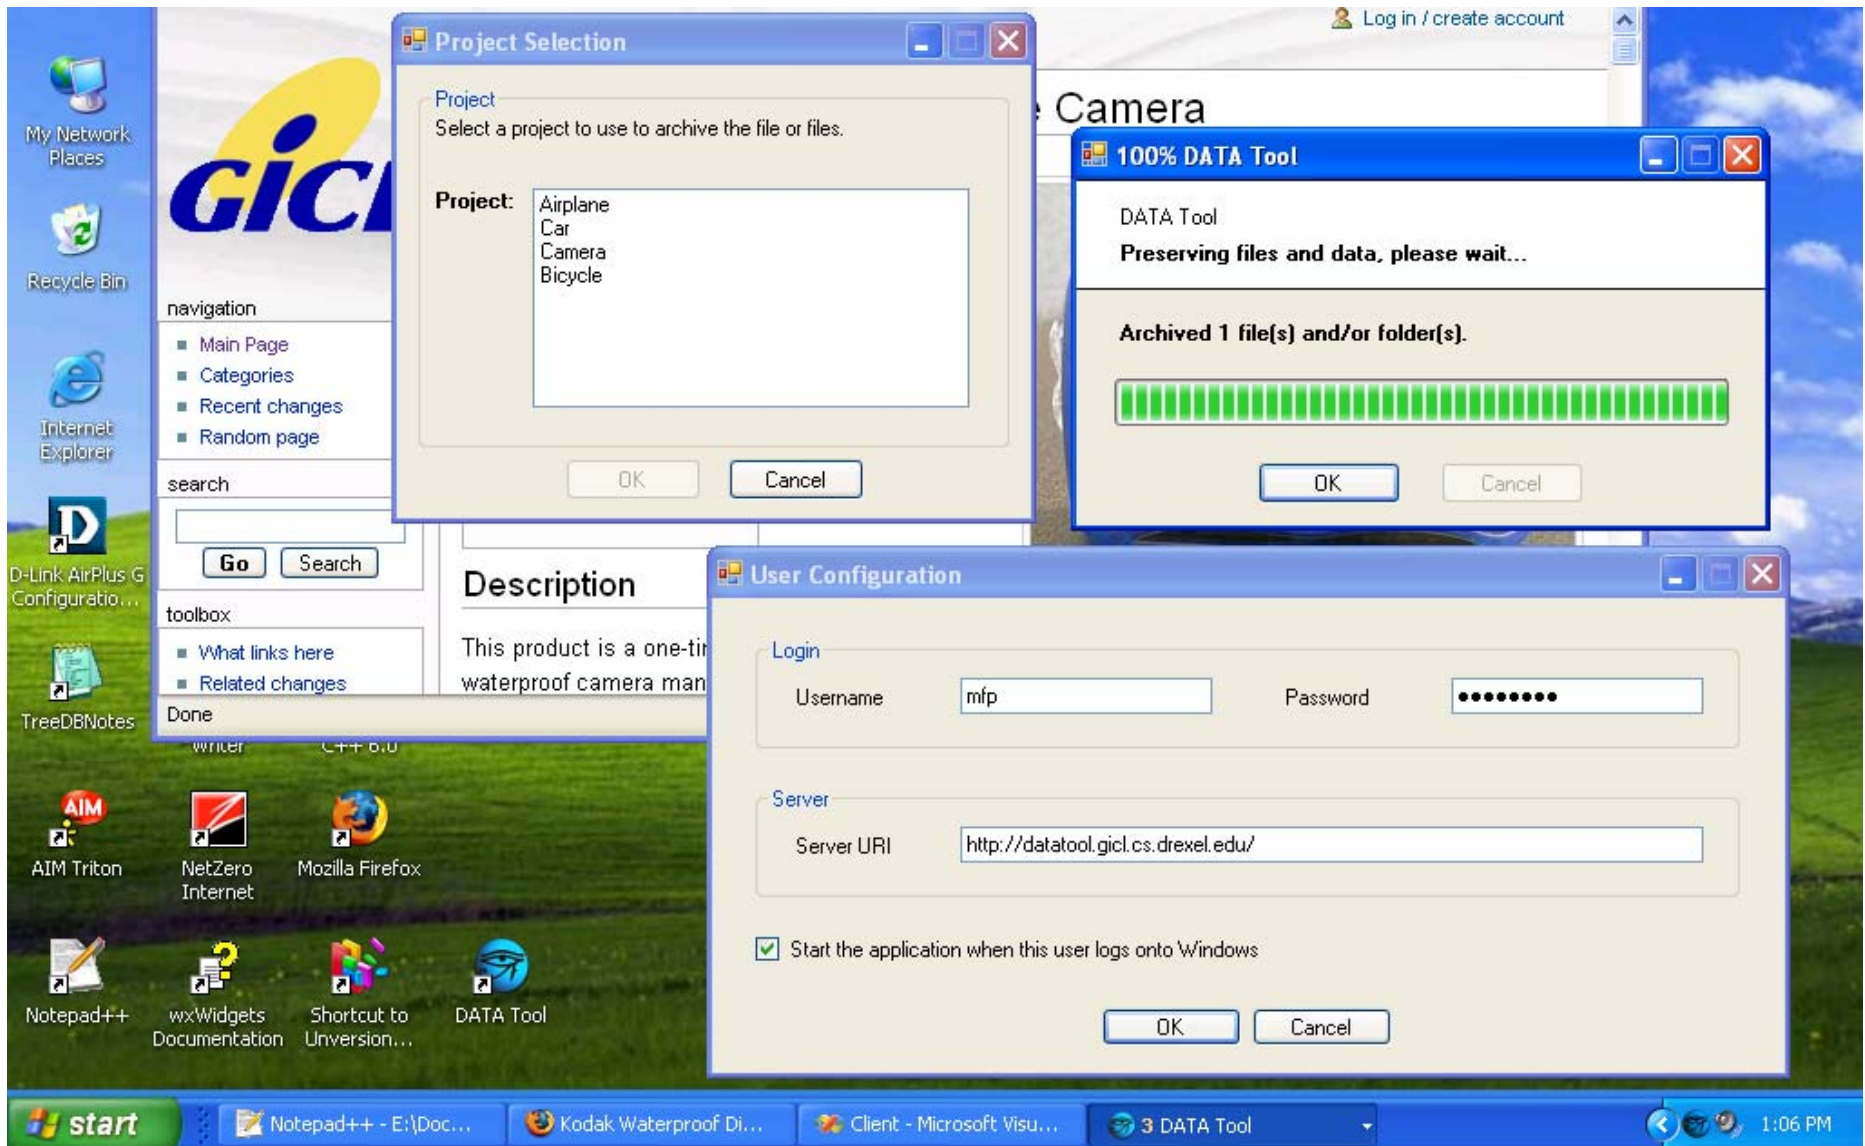 My Network
Places
Recycle Bin
Internet
Explorer
D-Link AirPlus G
Configuratio...
TreeDBNotes
AIM
AIM Triton
NetZero
Internet
Mozilla Firefox
Notepad++
wxWidgets
Documentation
Shortcut to
Unversion...
DATA Tool
writer
C++ 6.0
Log in / create account
Camera
GiC
navigation
Main Page
Categories
Recent changes
Random page
search
Go
Search
toolbox
What links here
Related changes
Description
This product is a one-
waterproof camera
Done
Project Selection
Project
Select a project to use to archive the file or files.
Project:
Airplane
Car
Camera
Bicycle
OK
Cancel
100% DATA Tool
DATA Tool
Preserving files and data, please wait...
Archived 1 file(s) and/or folder(s).
OK
Cancel
User Configuration
Login
Username
mfp
Password
●●●●●●●●
Server
Server URI
http://datatool.gicl.cs.drexel.edu/
Start the application when this user logs onto Windows
OK
Cancel
start
Notepad++ - E:\Doc...
Kodak Waterproof Di...
Client - Microsoft Visu...
3 DATA Tool
1:06 PM